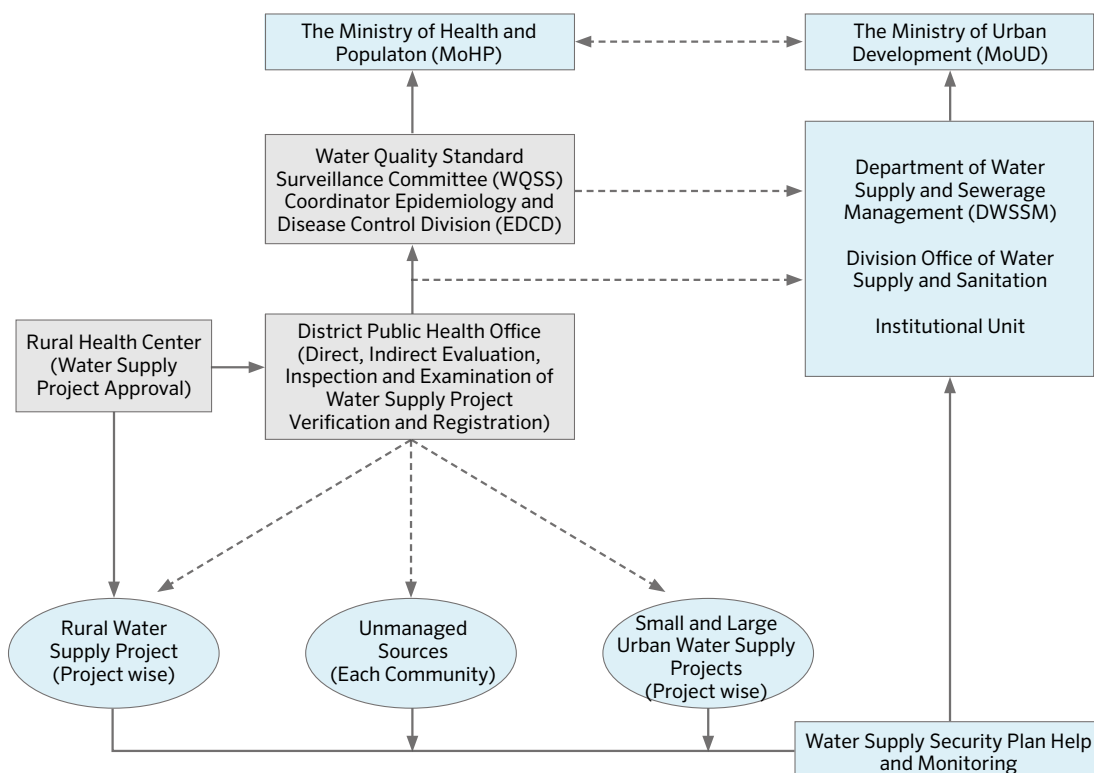 The Ministry of Health and
Populaton (MoHP)
The Ministry of Urban
Development (MoUD)
Water Quality Standard
Surveillance Committee (WQSS)
Coordinator Epidemiology and
Disease Control Division (EDCD)
Department of Water
Supply and Sewerage
Management (DWSSM)
Division Office of Water
Supply and Sanitation
Institutional Unit
Rural Health Center
(Water Supply
Project Approval)
District Public Health Office
(Direct, Indirect Evaluation,
Inspection and Examination of
Water Supply Project
Verification and Registration)
Rural Water
Supply Project
(Project wise)
Unmanaged
Sources
(Each Community)
Small and Large
Urban Water Supply
Projects
(Project wise)
Water Supply Security Plan Help
and Monitoring